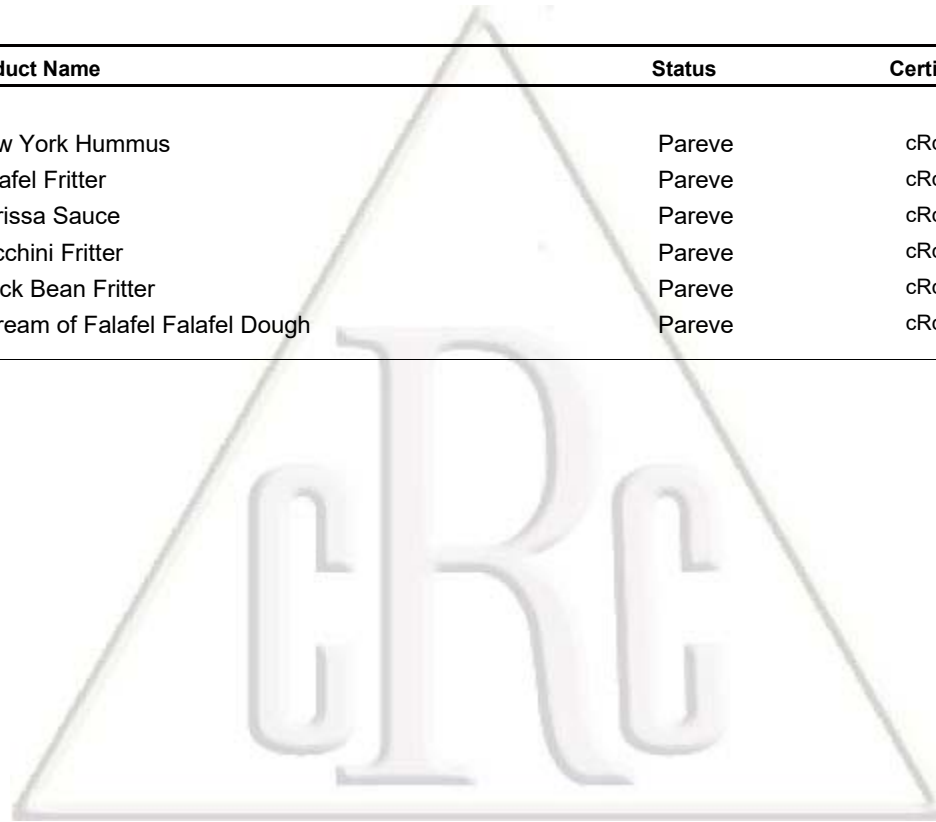 duct Name Status Certi
w York Hummus Pareve cRc
afel Fritter Pareve cRc
rissa Sauce Pareve cRc
cchini Fritter Pareve cRc
ck Bean Fritter Pareve cRc
ream of Falafel Falafel Dough Pareve cRc
cRc